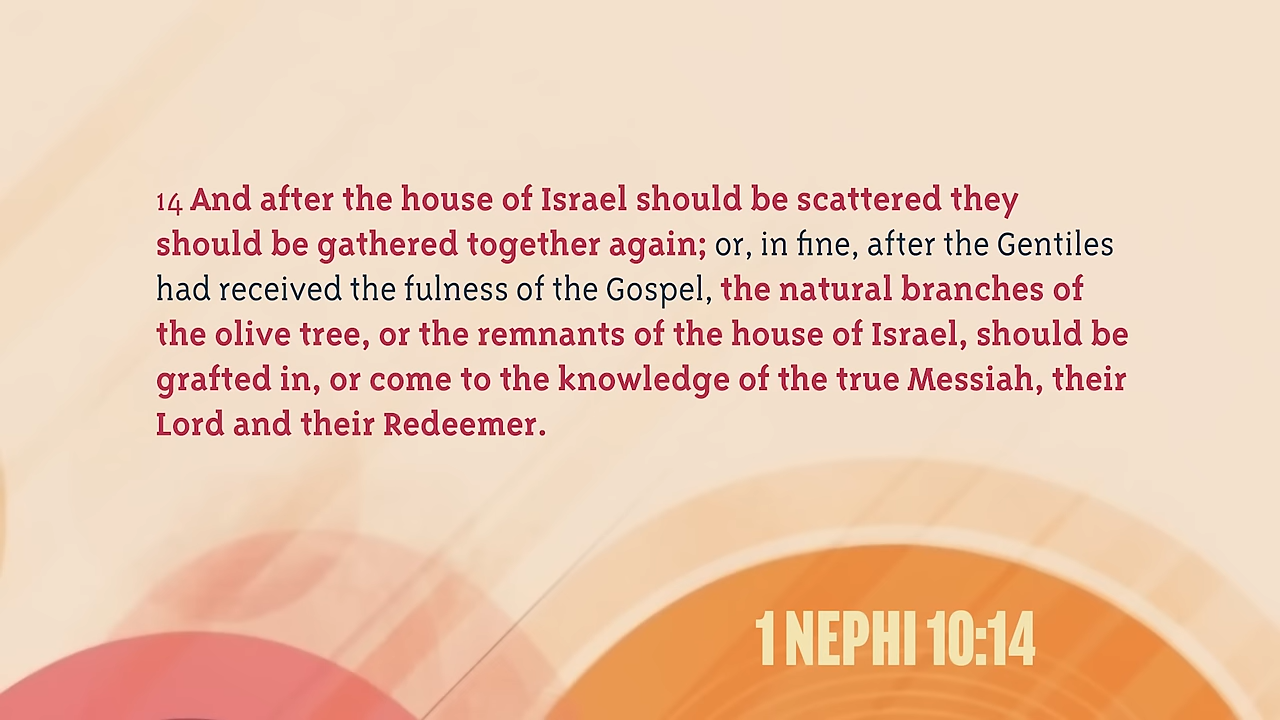 14 And after the house of Israel should be scattered they
should be gathered together again; or, in fine, after the Gentiles
had received the fulness of the Gospel, the natural branches of
the olive tree, or the remnants of the house of Israel, should be
grafted in, or come to the knowledge of the true Messiah, their
Lord and their Redeemer.
1 NEPHI 10:14